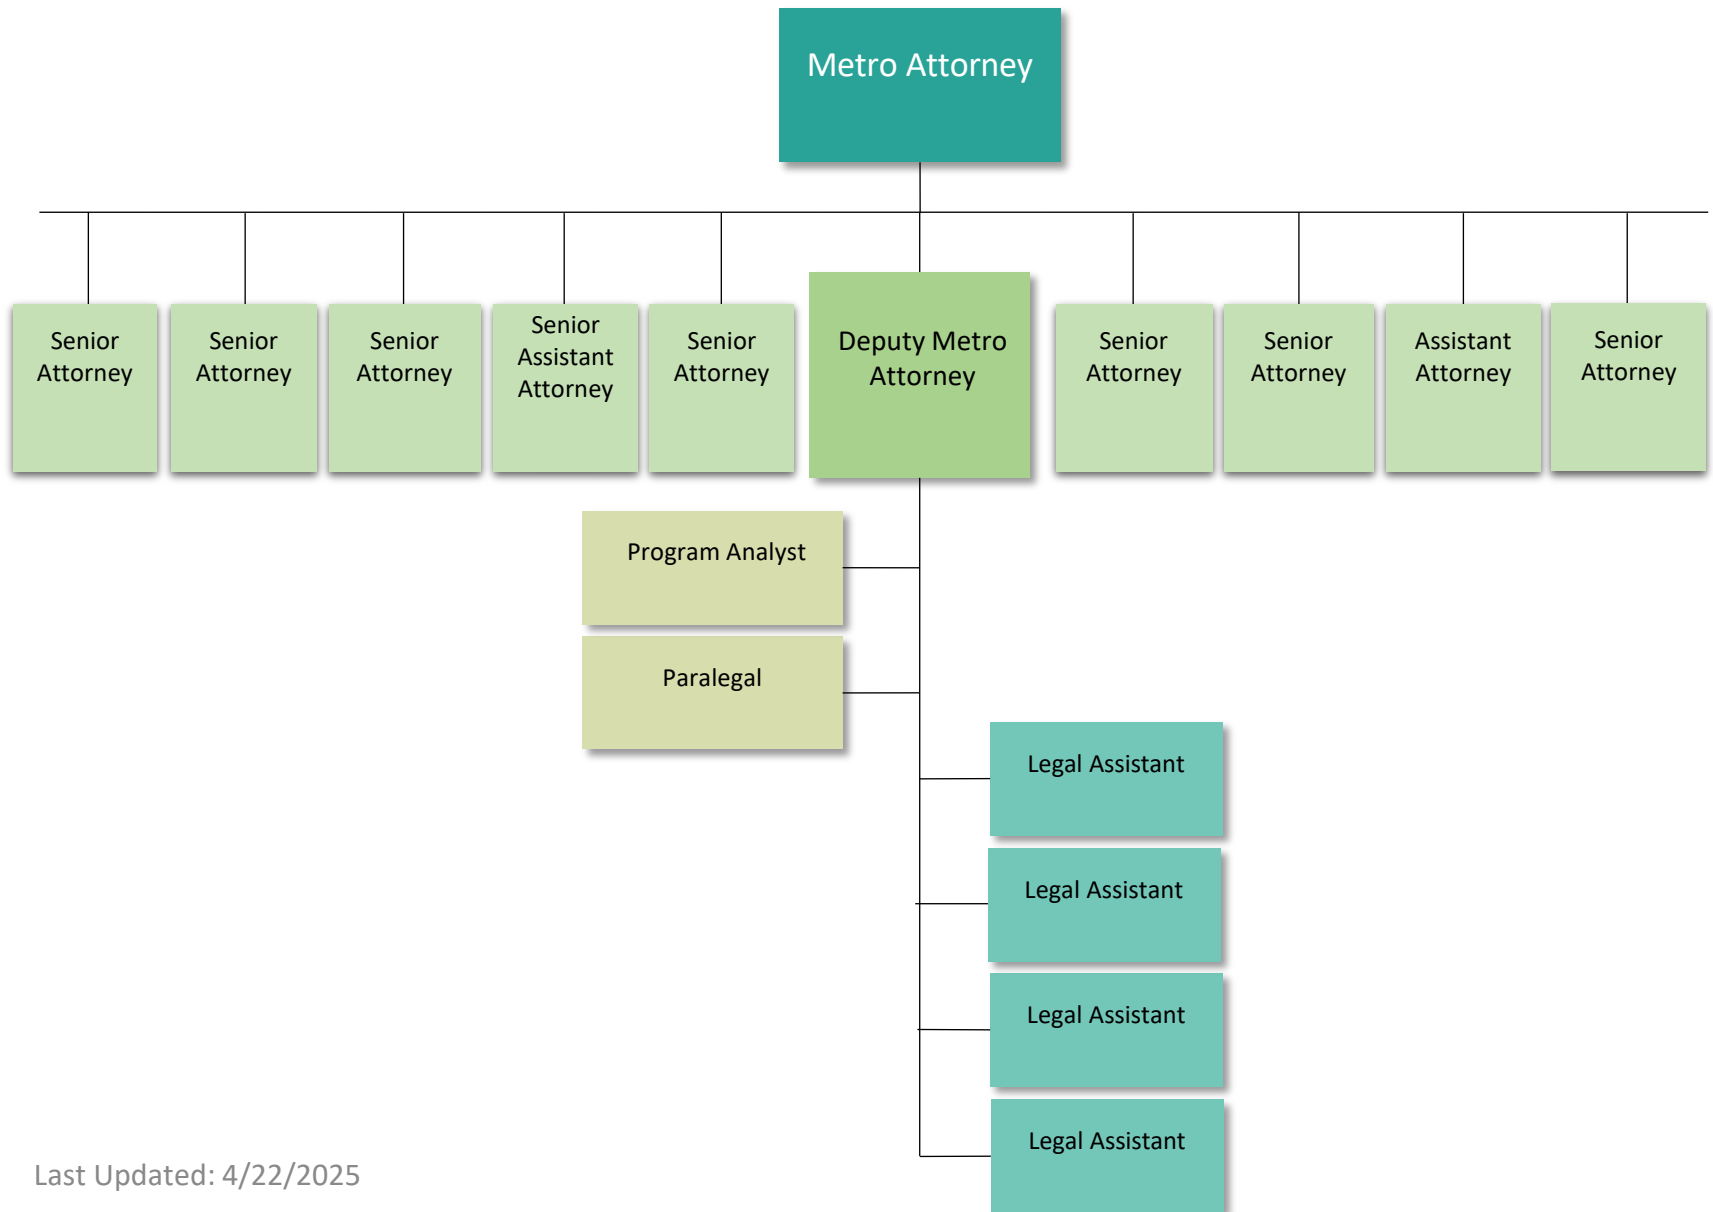 Metro Attorney
Senior
Attorney
Senior
Attorney
Senior
Attorney
Senior
Assistant
Attorney
Senior
Attorney
Deputy Metro
Attorney
Senior
Attorney
Senior
Attorney
Assistant
Attorney
Senior
Attorney
Program Analyst
Paralegal
Legal Assistant
Legal Assistant
Legal Assistant
Legal Assistant
Last Updated: 4/22/2025